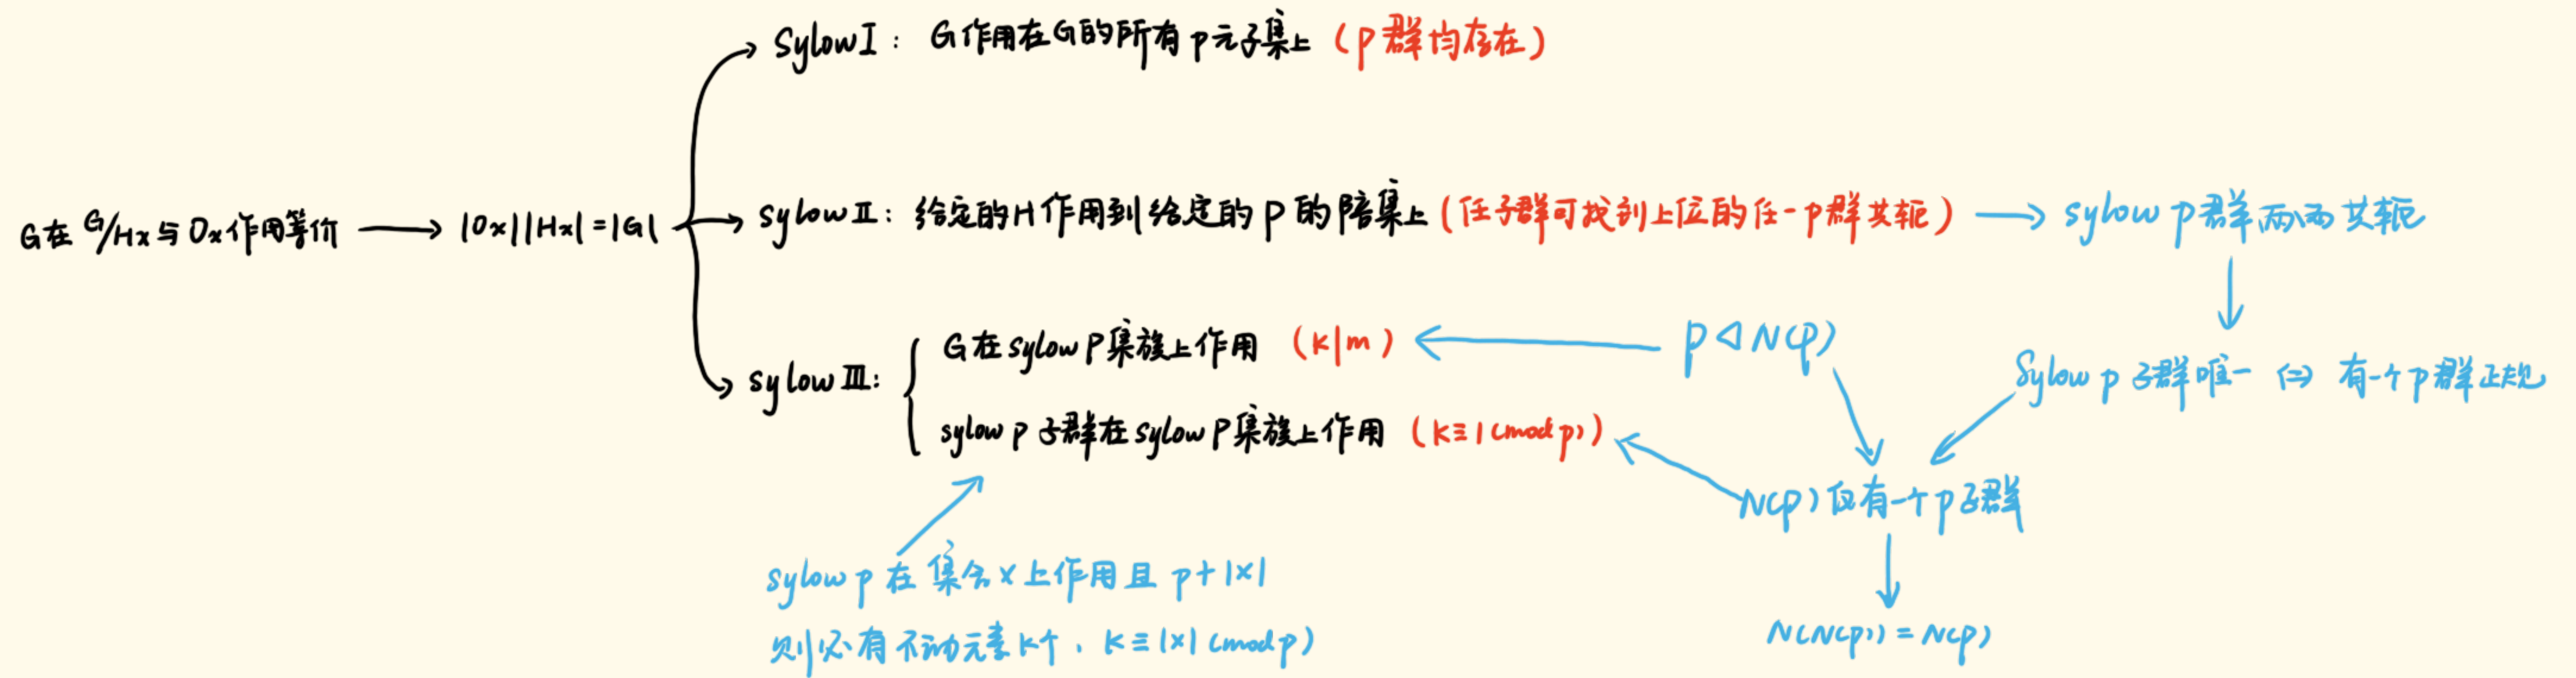 Sylow I： G作用在G的所有p元子集上（p群均存在）
G在 G/Hx 与 Ox作用等价 → |Ox||Hx|=|G|
sylow Ⅱ：给定的H作用到给定的P的陪集上（任子群可找到上位的任一p群共轭） → sylow p群两两共轭
sylow Ⅲ：
G在sylow P集族上作用 （k|m） ← p ◁ N(p)
Sylow p子群唯一 ⇔ 有一个p群正规
sylow p子群在sylow P集族上作用 （k≡1(mod p)）
N(p)仅有一个p子群
sylow p在集合X上作用且 p∤|X|
则必有不动元素k个，k≡|X|(mod p)
N(N(p))=N(p)